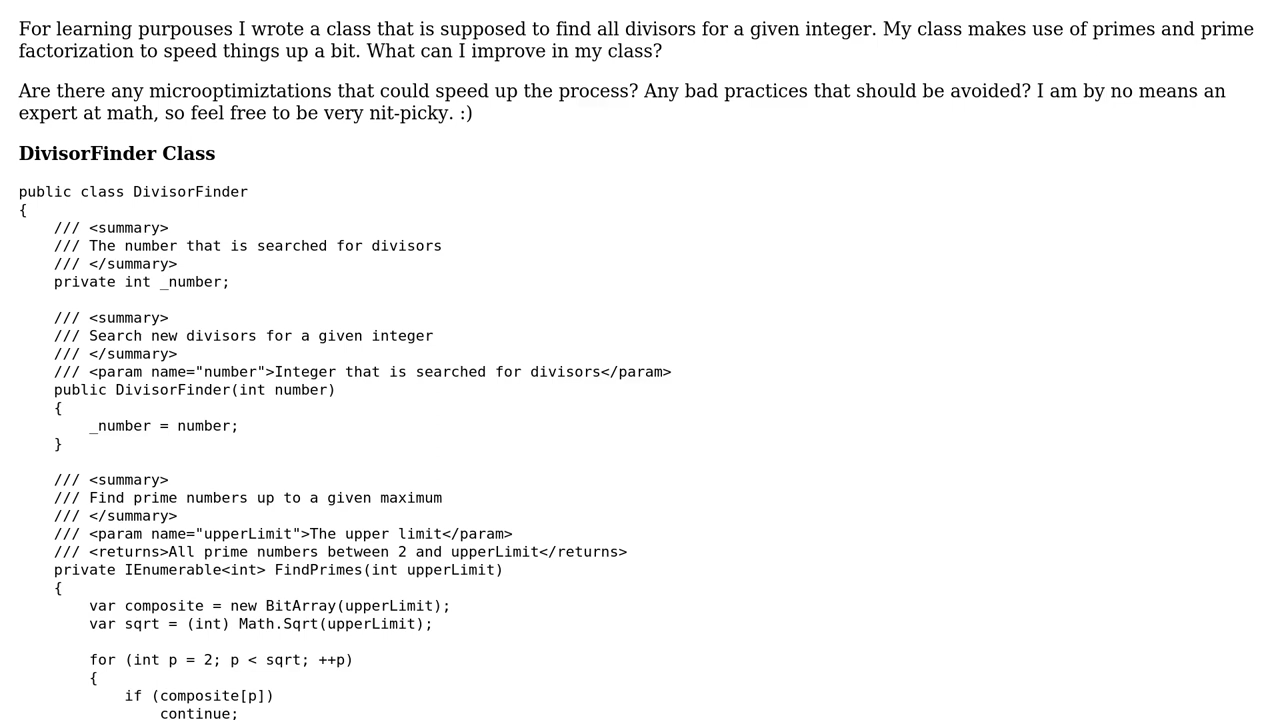 For learning purpouses I wrote a class that is supposed to find all divisors for a given integer. My class makes use of primes and prime
factorization to speed things up a bit. What can I improve in my class?
Are there any microoptimiztations that could speed up the process? Any bad practices that should be avoided? I am by no means an
expert at math, so feel free to be very nit-picky. :)
DivisorFinder Class
public class DivisorFinder
{
    /// <summary>
    /// The number that is searched for divisors
    /// </summary>
    private int _number;

    /// <summary>
    /// Search new divisors for a given integer
    /// </summary>
    /// <param name="number">Integer that is searched for divisors</param>
    public DivisorFinder(int number)
    {
        _number = number;
    }

    /// <summary>
    /// Find prime numbers up to a given maximum
    /// </summary>
    /// <param name="upperLimit">The upper limit</param>
    /// <returns>All prime numbers between 2 and upperLimit</returns>
    private IEnumerable<int> FindPrimes(int upperLimit)
    {
        var composite = new BitArray(upperLimit);
        var sqrt = (int) Math.Sqrt(upperLimit);

        for (int p = 2; p < sqrt; ++p)
        {
            if (composite[p])
                continue;